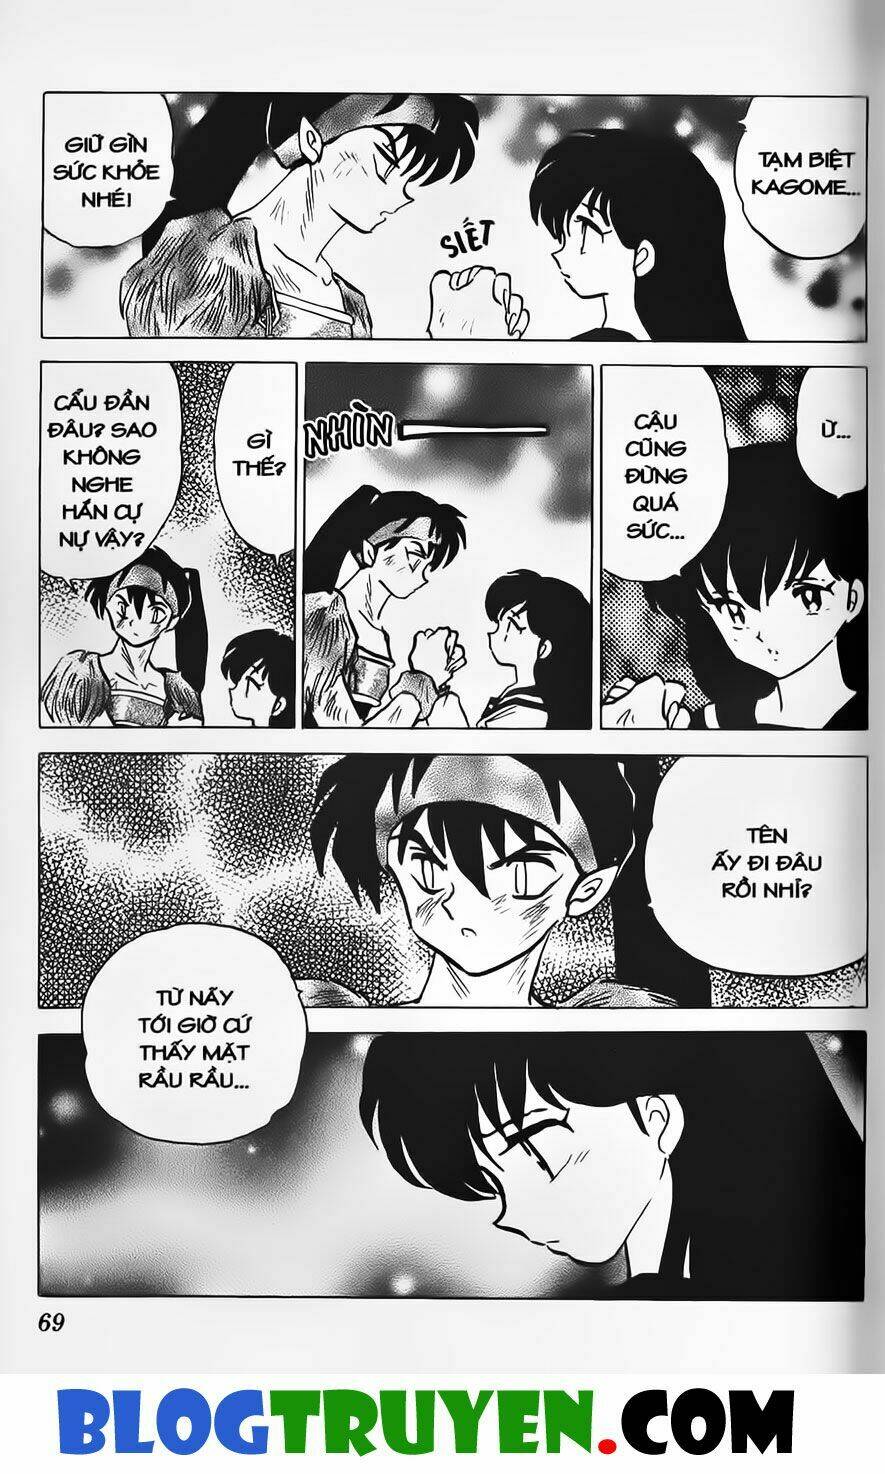 TẠM BIỆT
KAGOME...
GIỮ GÌN
SỨC KHỎE
NHÉ!
SIẾT
Ừ...
CẬU
CŨNG
ĐỪNG
QUÁ
SỨC...
NHÌN
GÌ
THẾ?
CẨU ĐẦN
ĐÂU? SAO
KHÔNG
NGHE
HẮN CỰ
NỰ VẬY?
TÊN
ẤY ĐI ĐÂU
RỒI NHỈ?
TỪ NÃY
TỚI GIỜ CỨ
THẤY MẶT
RẦU RẦU...
69
BLOGTRUYEN.COM